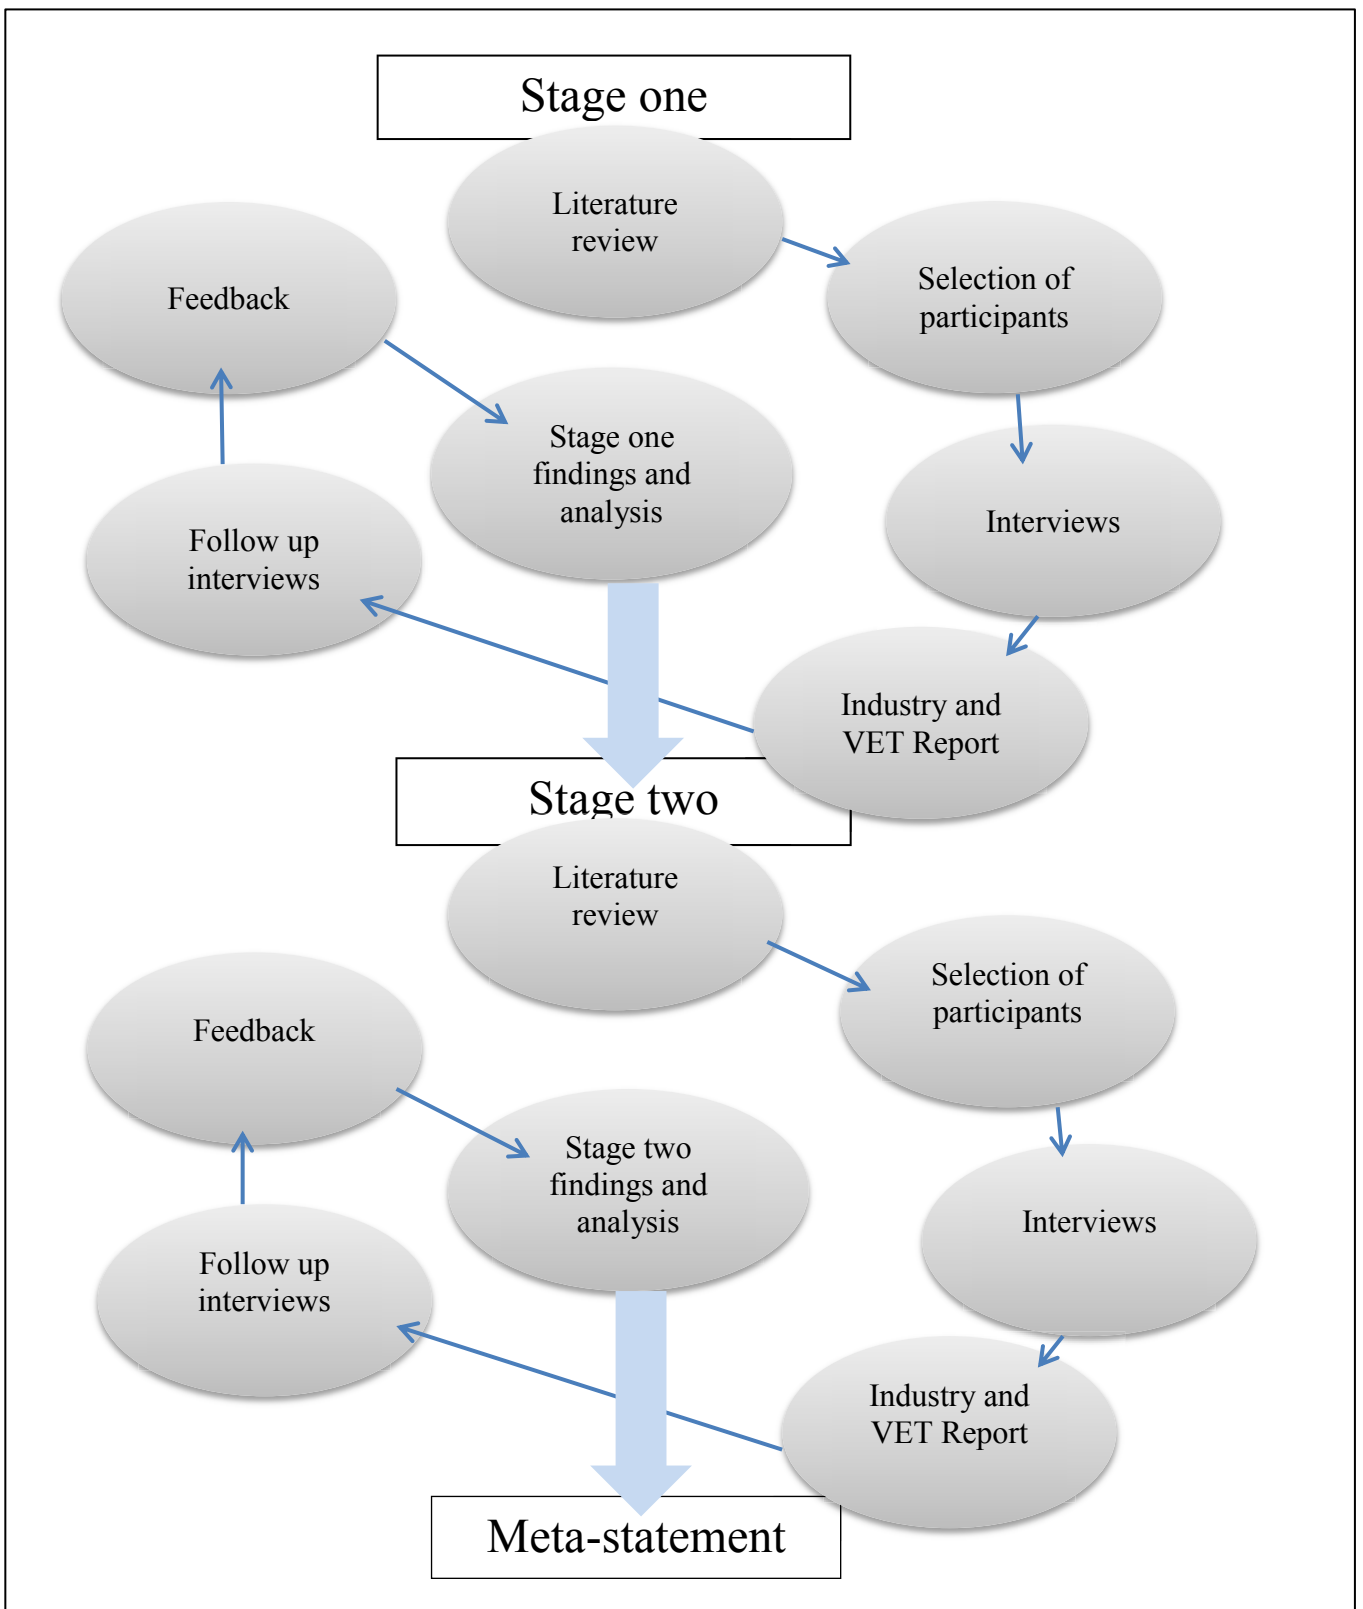 Stage one
Literature
review
Selection of
participants
Interviews
Industry and
VET Report
Follow up
interviews
Feedback
Stage one
findings and
analysis
Stage two
Literature
review
Selection of
participants
Interviews
Industry and
VET Report
Follow up
interviews
Feedback
Stage two
findings and
analysis
Meta-statement